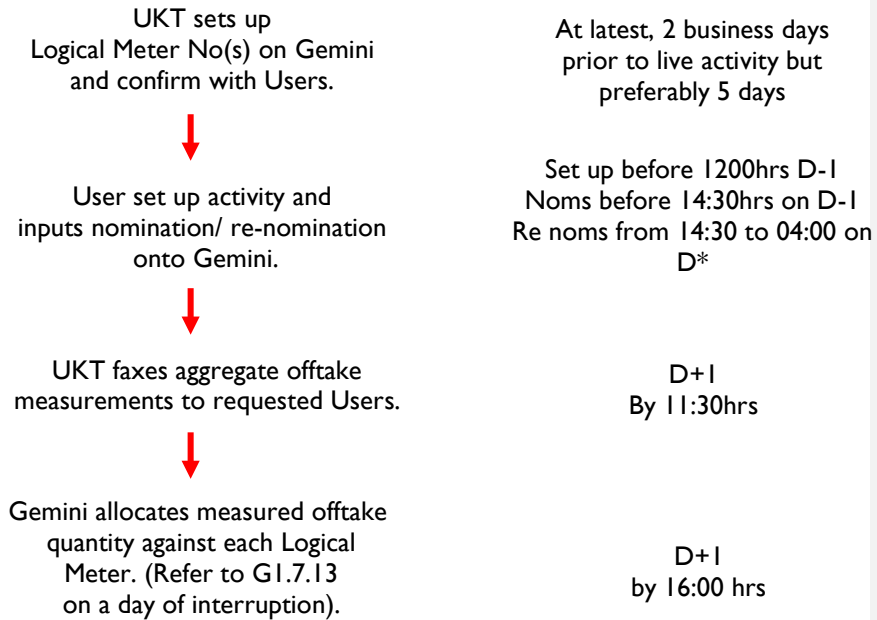 UKT sets up
Logical Meter No(s) on Gemini
and confirm with Users.
At latest, 2 business days
prior to live activity but
preferably 5 days
User set up activity and
inputs nomination/ re-nomination
onto Gemini.
Set up before 1200hrs D-1
Noms before 14:30hrs on D-1
Re noms from 14:30 to 04:00 on
D*
UKT faxes aggregate offtake
measurements to requested Users.
D+1
By 11:30hrs
Gemini allocates measured offtake
quantity against each Logical
Meter. (Refer to G1.7.13
on a day of interruption).
D+1
by 16:00 hrs